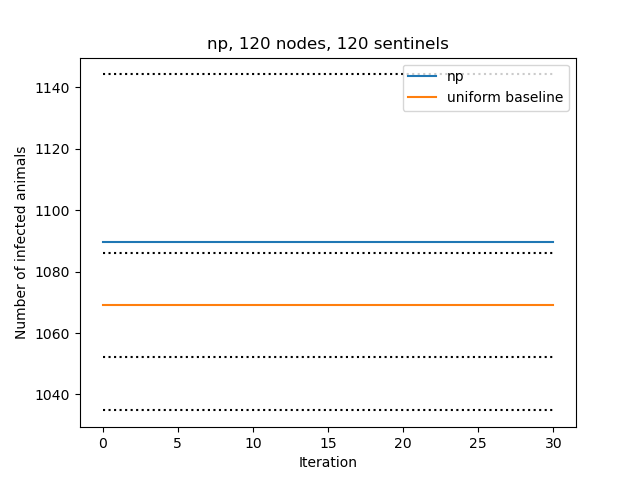 np, 120 nodes, 120 sentinels
np
uniform baseline
Number of infected animals
1140
1120
1100
1080
1060
1040
0 5 10 15 20 25 30
Iteration